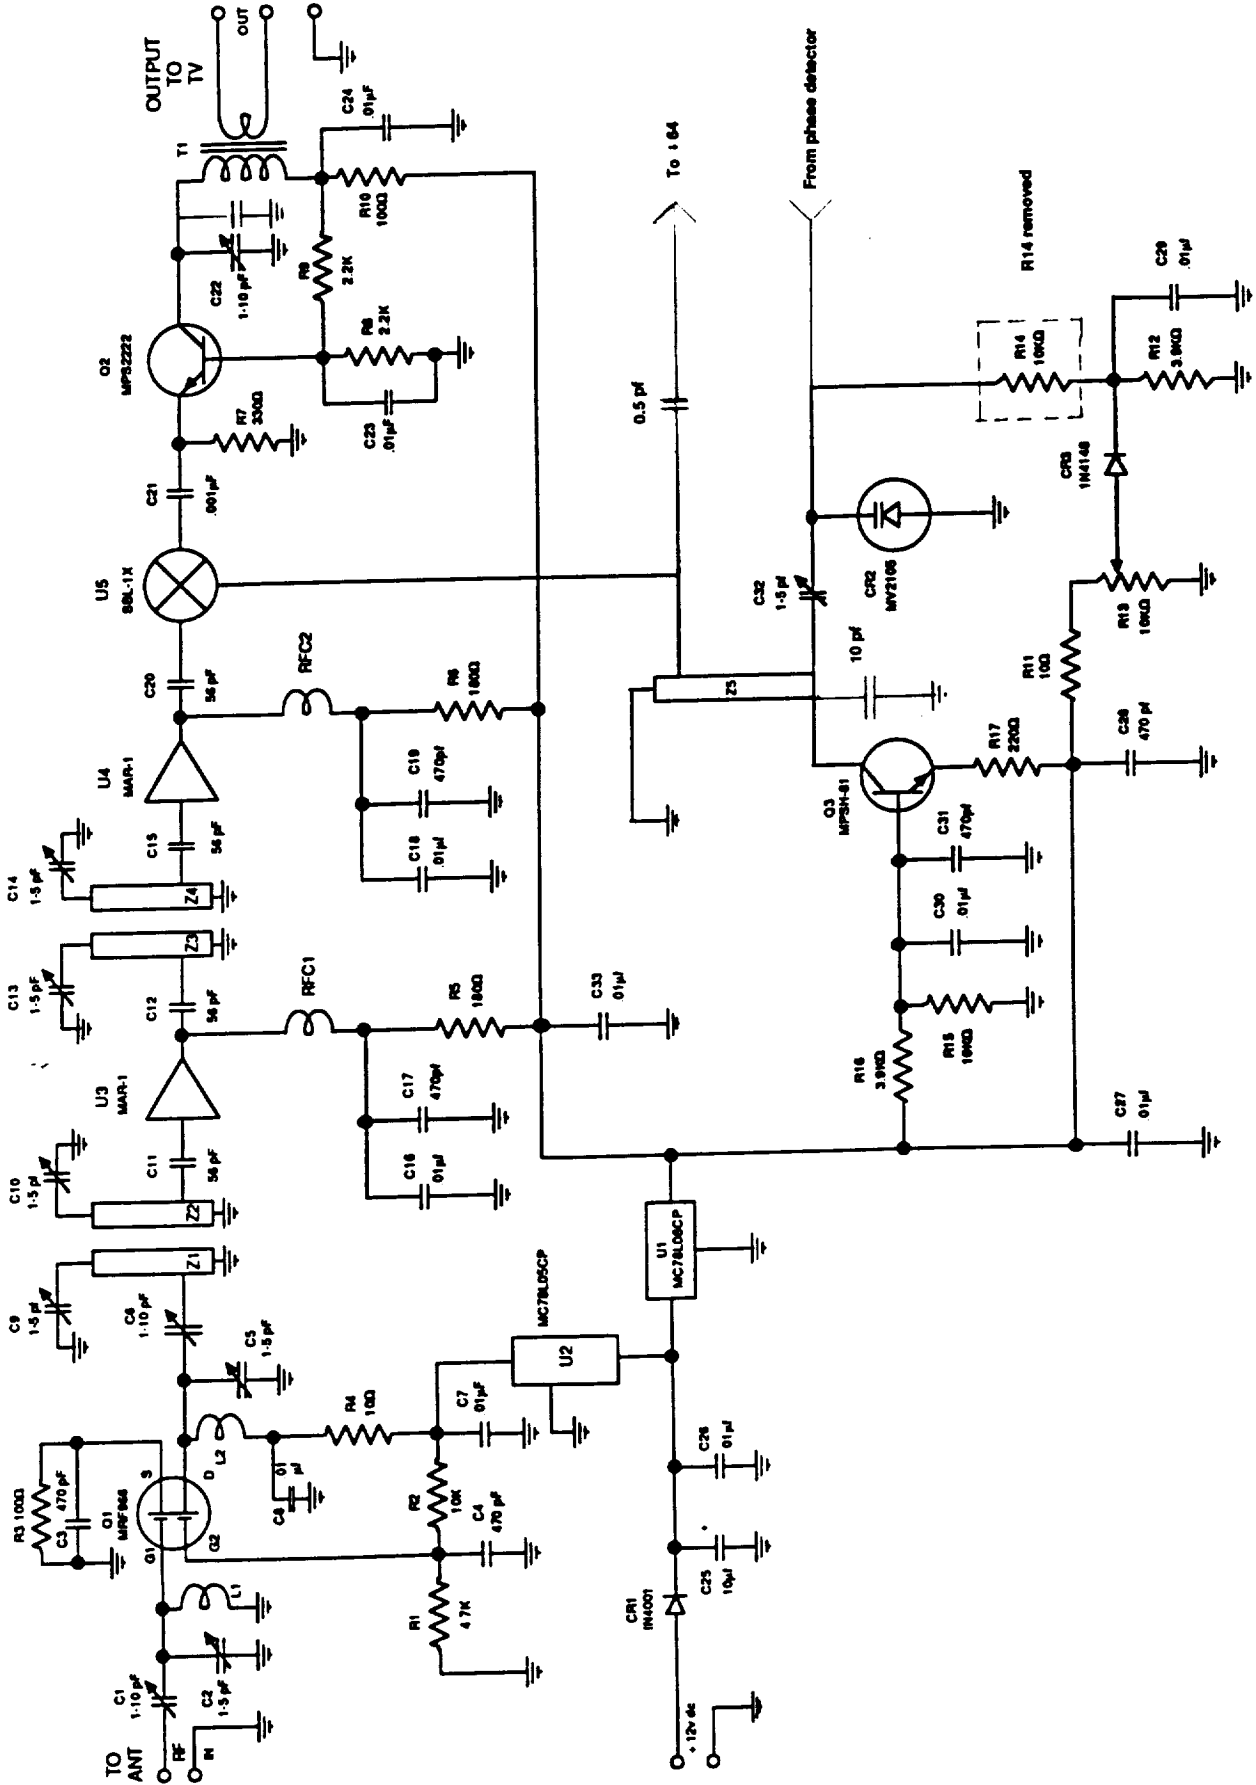 TO
ANT
RF
IN
C1
1-10 pF
C2
1-5 pF
L1
R3 100Ω
C3
470 pF
Q1
MRF966
G1
G2
S
D
L2
C8
.01
µf
R1
4.7K
R2
10K
C4
470 pF
R4
10Ω
C7
.01µF
C5
1-5 pF
C6
1-10 pF
C9
1-5 pf
Z1
Z2
C10
1-5 pf
C11
56 pF
U3
MAR-1
C12
56 pF
C13
1-5 pF
Z3
Z4
C14
1-5 pF
C15
56 pF
U4
MAR-1
C20
56 pF
U5
SBL-1X
C21
.001µF
R7
330Ω
Q2
MPS2222
C22
1-10 pF
T1
OUTPUT
TO
TV
OUT
C24
.01µF
R10
100Ω
R9
2.2K
R8
2.2K
C23
.01µF
RFC1
C16
.01µf
C17
470pf
R5
180Ω
C33
.01µf
RFC2
C18
.01µf
C19
470pf
R6
180Ω
U2
MC78L05CP
U1
MC78L08CP
+ 12v dc
CR1
IN4001
C25
10µf
+
C26
.01µf
C27
.01µf
R16
3.9KΩ
R15
10KΩ
C30
.01µf
C31
470pf
Q3
MPSH-81
R17
220Ω
C28
470 pf
R11
10Ω
R13
10KΩ
CR3
1N4148
R12
3.9KΩ
C29
.01µf
R14
10KΩ
R14 removed
Z5
10 pf
C32
1-5 pf
CR2
MV2105
0.5 pf
To ÷ 64
From phase detector